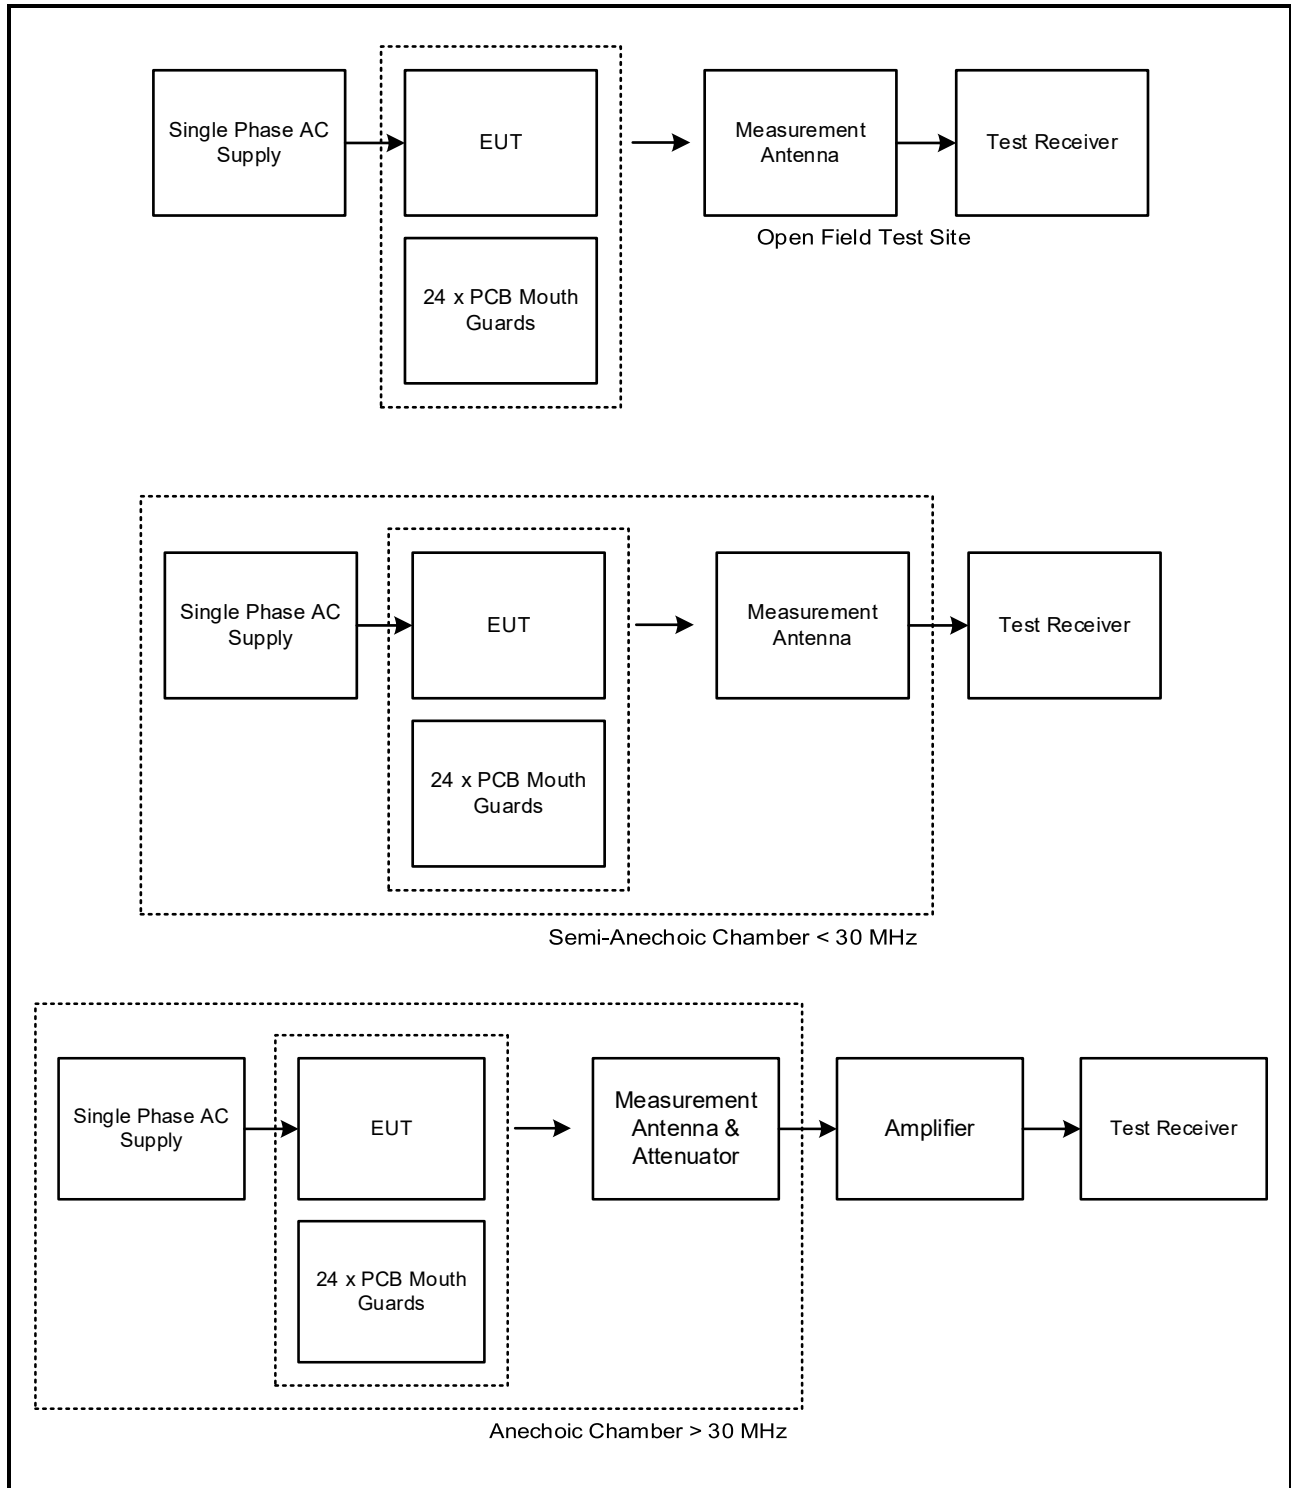 Single Phase AC
Supply
EUT
Measurement
Antenna
Test Receiver
Open Field Test Site
24 x PCB Mouth
Guards
Single Phase AC
Supply
EUT
Measurement
Antenna
Test Receiver
24 x PCB Mouth
Guards
Semi-Anechoic Chamber < 30 MHz
Single Phase AC
Supply
EUT
Measurement
Antenna &
Attenuator
Amplifier
Test Receiver
24 x PCB Mouth
Guards
Anechoic Chamber > 30 MHz